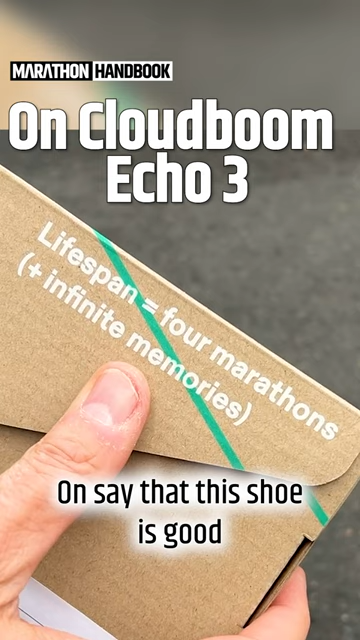 MARATHON HANDBOOK
On Cloudboom
Echo 3
Lifespan = four marathons
(+ infinite memories)
On say that this shoe
is good